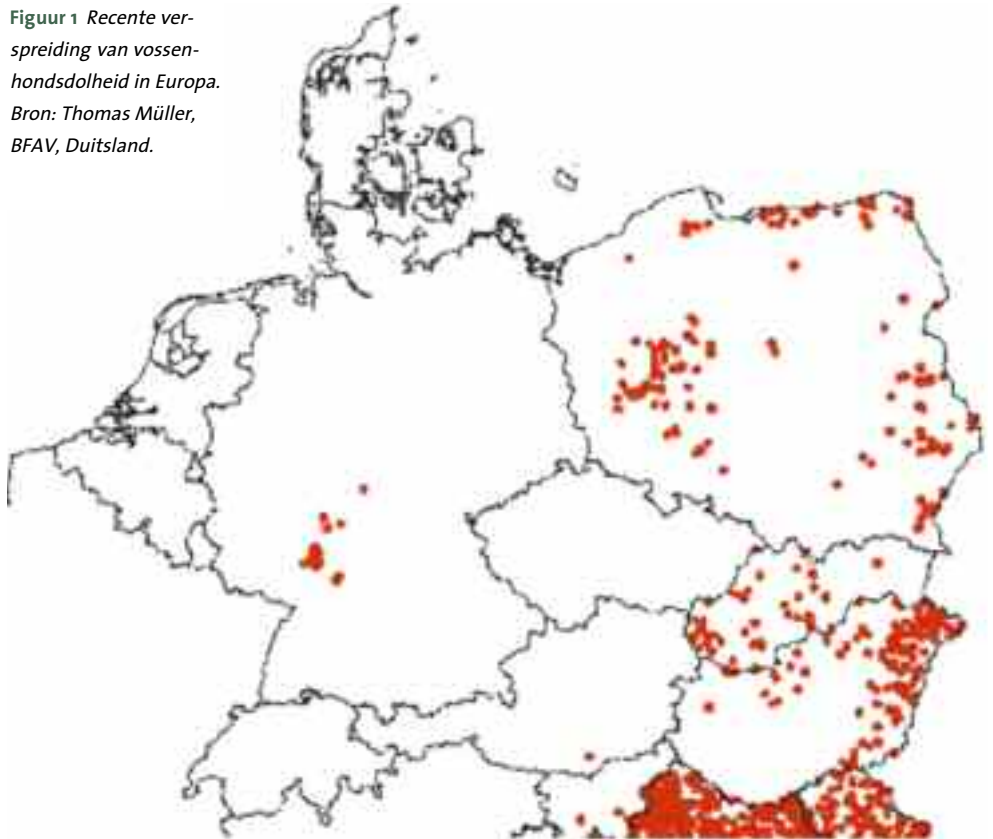 Figuur 1 Recente ver-
spreiding van vossen-
hondsdolheid in Europa.
Bron: Thomas Müller,
BFAV, Duitsland.